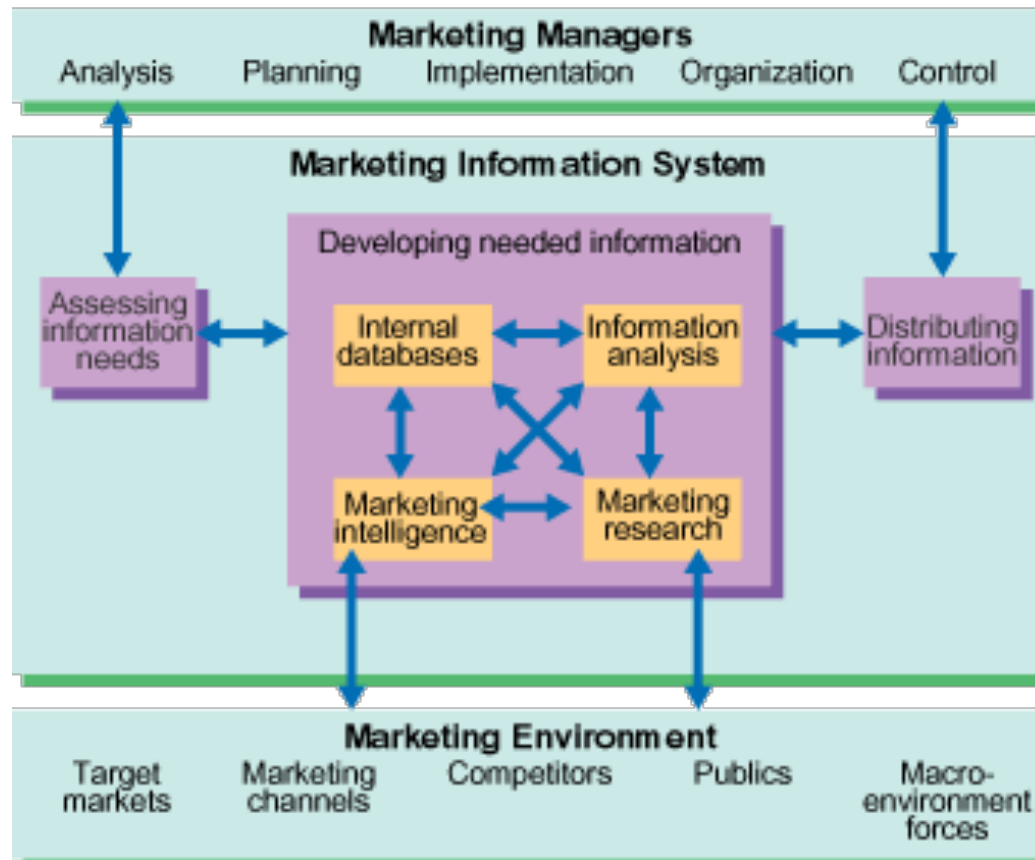 Marketing Managers
Analysis Planning Implementation Organization Control
Marketing Information System
Developing needed information
Assessing
information
needs
Internal
databases
Information
analysis
Distributing
information
Marketing
intelligence
Marketing
research
Marketing Environment
Target
markets
Marketing
channels
Competitors
Publics
Macro-
environment
forces